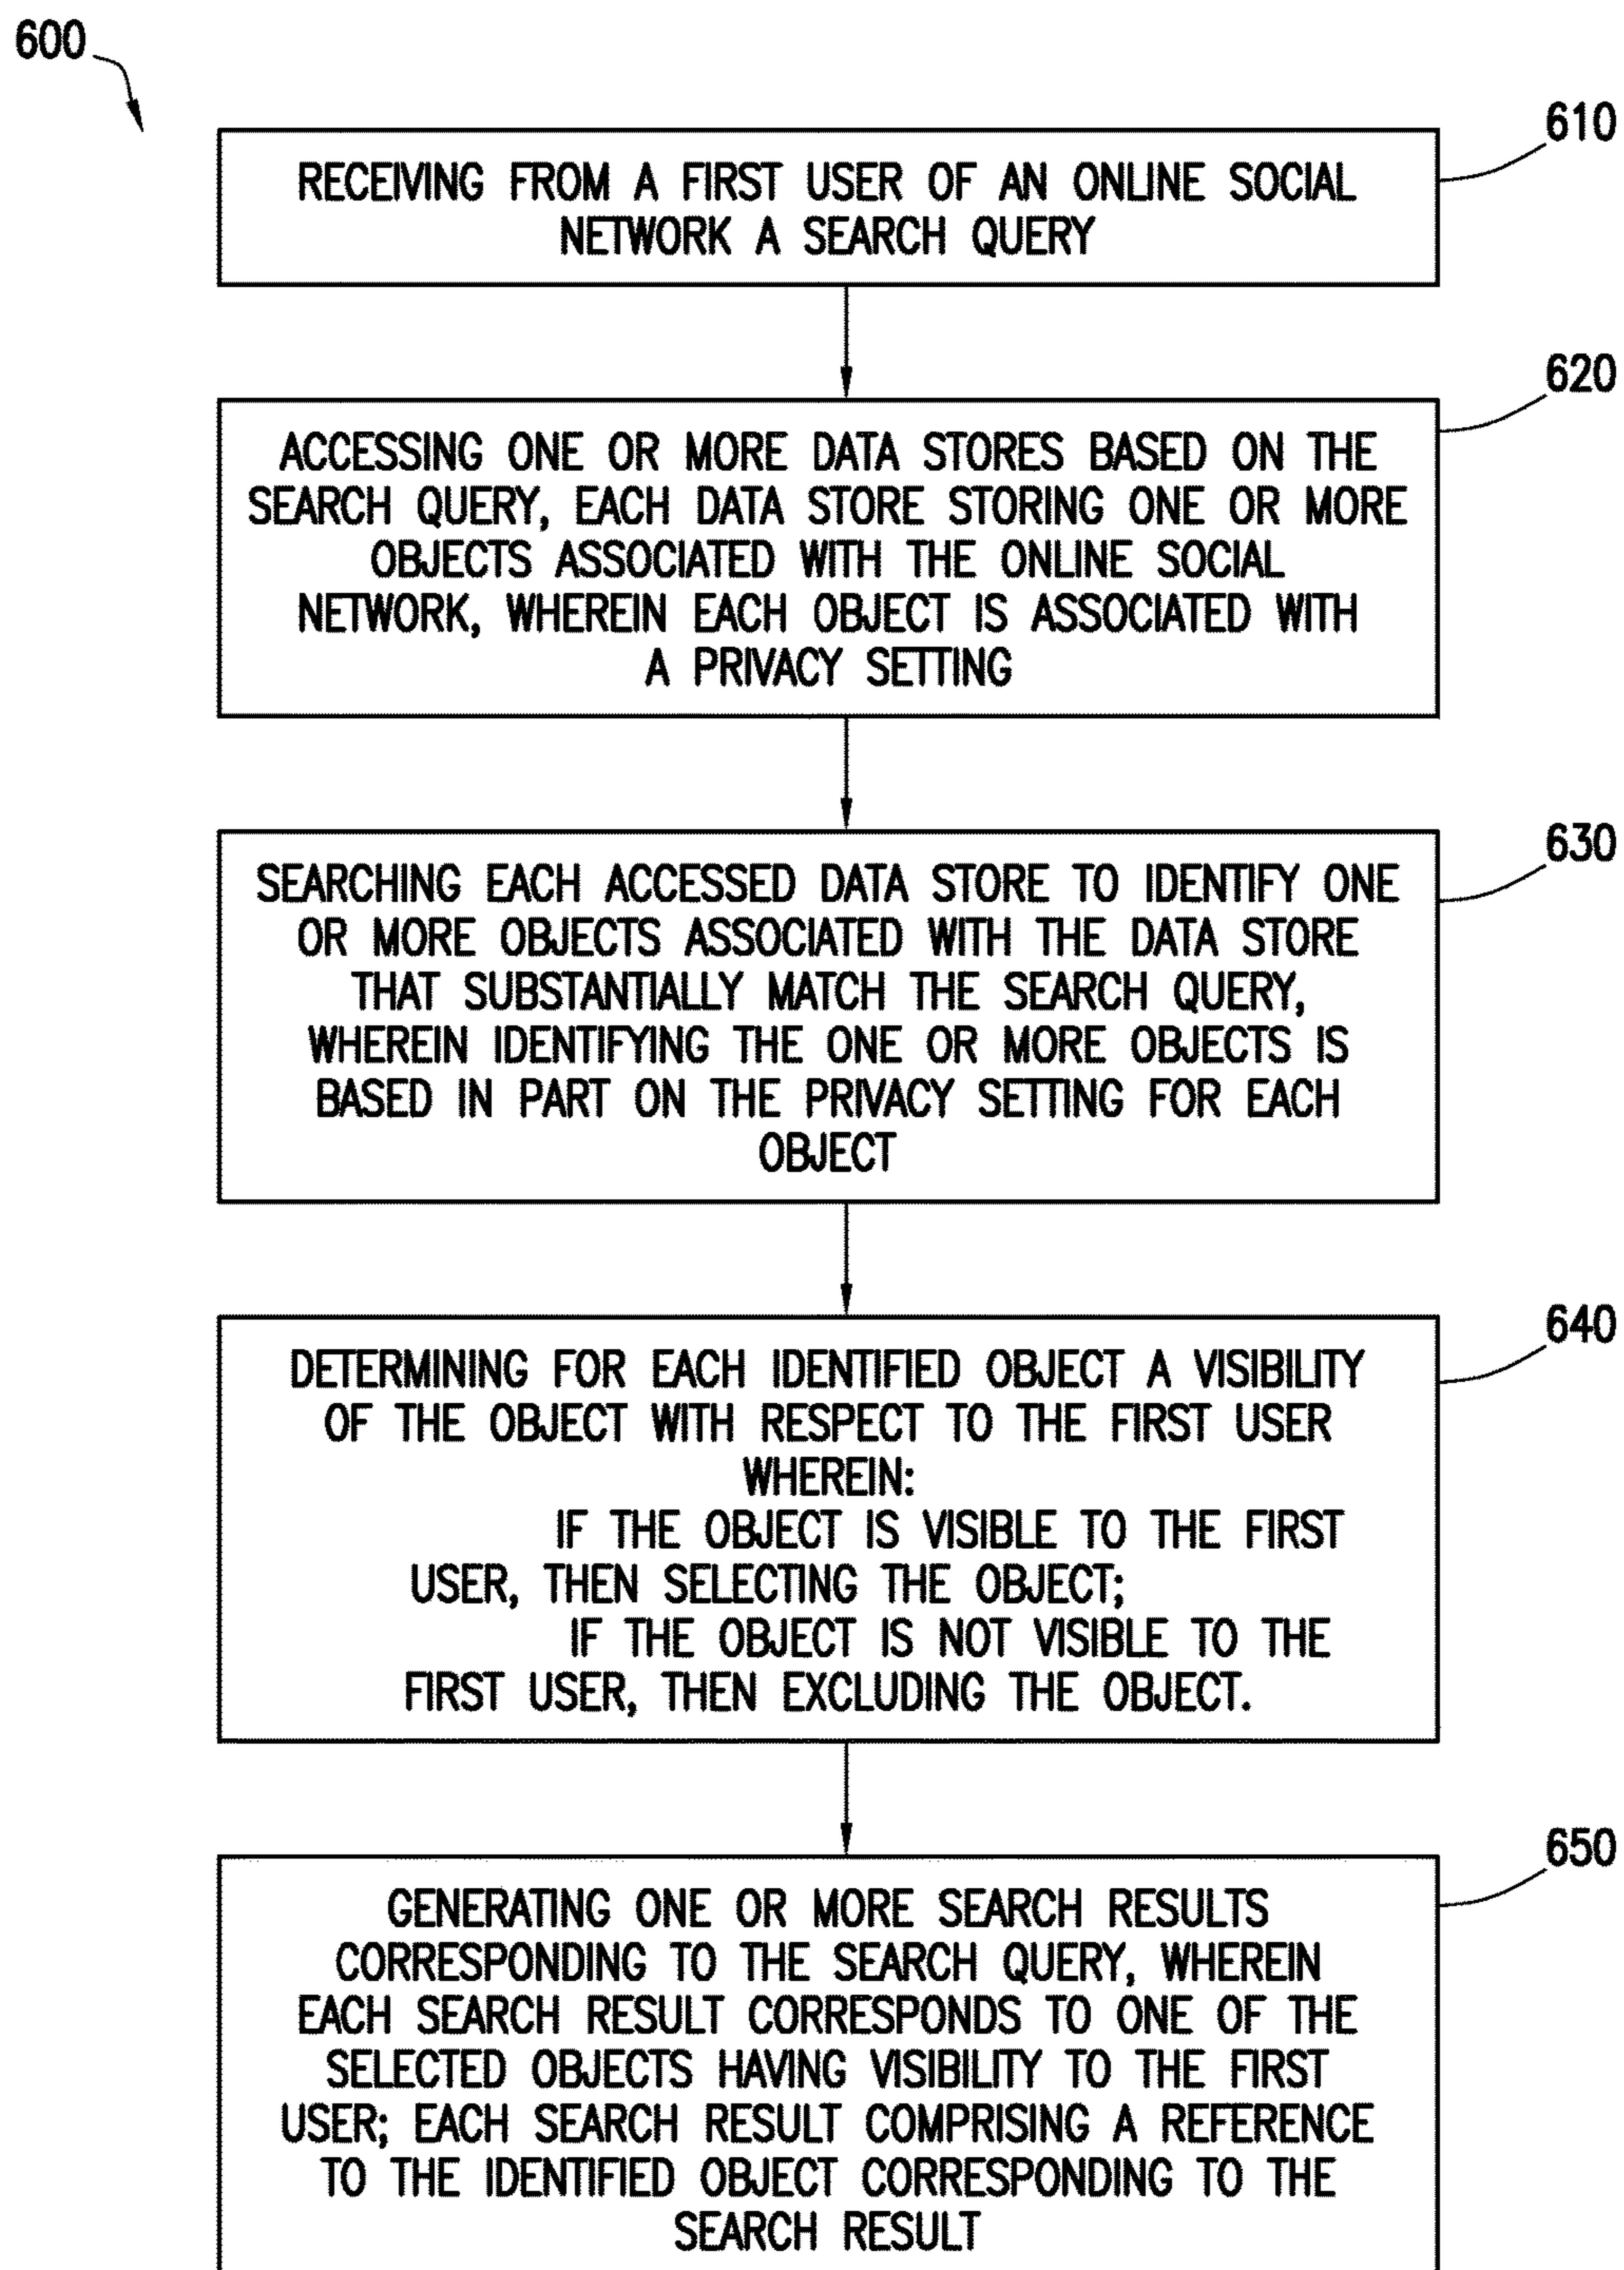 600
610
RECEIVING FROM A FIRST USER OF AN ONLINE SOCIAL
NETWORK A SEARCH QUERY
620
ACCESSING ONE OR MORE DATA STORES BASED ON THE
SEARCH QUERY, EACH DATA STORE STORING ONE OR MORE
OBJECTS ASSOCIATED WITH THE ONLINE SOCIAL
NETWORK, WHEREIN EACH OBJECT IS ASSOCIATED WITH
A PRIVACY SETTING
630
SEARCHING EACH ACCESSED DATA STORE TO IDENTIFY ONE
OR MORE OBJECTS ASSOCIATED WITH THE DATA STORE
THAT SUBSTANTIALLY MATCH THE SEARCH QUERY,
WHEREIN IDENTIFYING THE ONE OR MORE OBJECTS IS
BASED IN PART ON THE PRIVACY SETTING FOR EACH
OBJECT
640
DETERMINING FOR EACH IDENTIFIED OBJECT A VISIBILITY
OF THE OBJECT WITH RESPECT TO THE FIRST USER
WHEREIN:
IF THE OBJECT IS VISIBLE TO THE FIRST
USER, THEN SELECTING THE OBJECT;
IF THE OBJECT IS NOT VISIBLE TO THE
FIRST USER, THEN EXCLUDING THE OBJECT.
650
GENERATING ONE OR MORE SEARCH RESULTS
CORRESPONDING TO THE SEARCH QUERY, WHEREIN
EACH SEARCH RESULT CORRESPONDS TO ONE OF THE
SELECTED OBJECTS HAVING VISIBILITY TO THE FIRST
USER; EACH SEARCH RESULT COMPRISING A REFERENCE
TO THE IDENTIFIED OBJECT CORRESPONDING TO THE
SEARCH RESULT